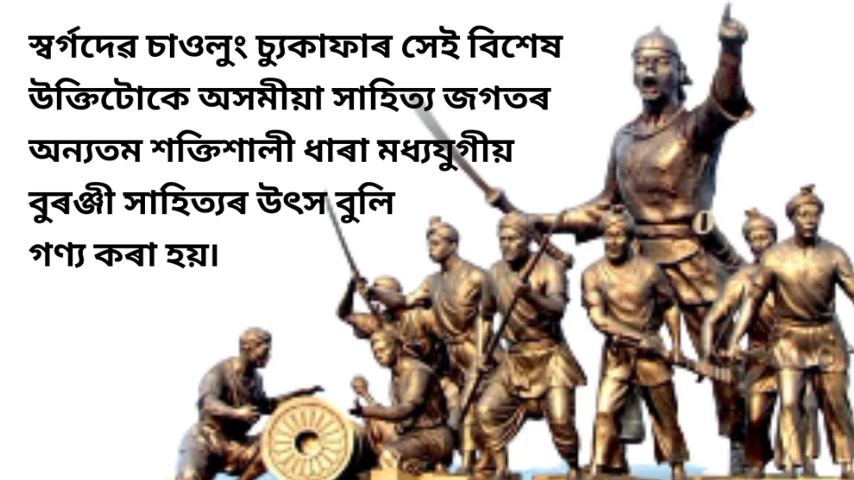 স্বৰ্গদেৱ চাওলুং চ্যুকাফাৰ সেই বিশেষ
উক্তিটোকে অসমীয়া সাহিত্য জগতৰ
অন্যতম শক্তিশালী ধাৰা মধ্যযুগীয়
বুৰঞ্জী সাহিত্যৰ উৎস বুলি
গণ্য কৰা হয়।